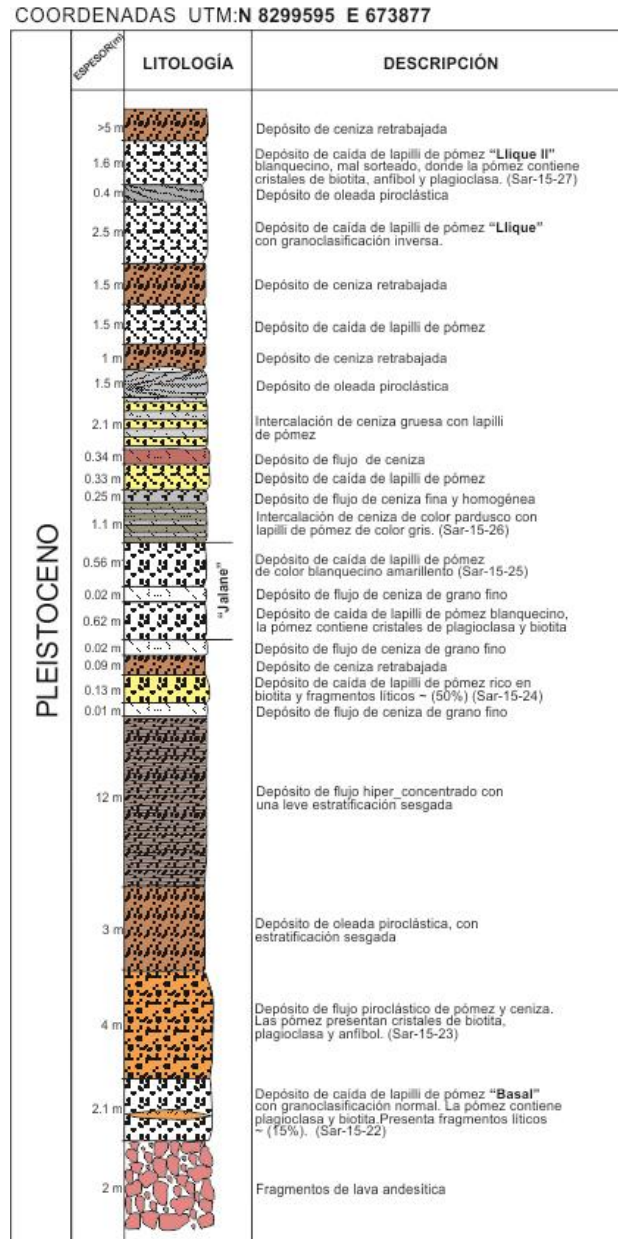 COORDENADAS UTM:N 8299595 E 673877
ESPESOR(m) LITOLOGÍA DESCRIPCIÓN
PLEISTOCENO
>5 m Depósito de ceniza retrabajada
1.6 m Depósito de caída de lapilli de pómez “Llique II”
blanquecino, mal sorteado, donde la pómez contiene
cristales de biotita, anfíbol y plagioclasa. (Sar-15-27)
0.4 m Depósito de oleada piroclástica
2.5 m Depósito de caída de lapilli de pómez “Llique”
con granoclasificación inversa.
1.5 m Depósito de ceniza retrabajada
1.5 m Depósito de caída de lapilli de pómez
1 m Depósito de ceniza retrabajada
1.5 m Depósito de oleada piroclástica
2.1 m Intercalación de ceniza gruesa con lapilli
de pómez
0.34 m Depósito de flujo de ceniza
0.33 m Depósito de caída de lapilli de pómez
0.25 m Depósito de flujo de ceniza fina y homogénea
1.1 m Intercalación de ceniza de color pardusco con
lapilli de pómez de color gris. (Sar-15-26)
“Jalane”
0.56 m Depósito de caída de lapilli de pómez
de color blanquecino amarillento (Sar-15-25)
0.02 m Depósito de flujo de ceniza de grano fino
0.62 m Depósito de caída de lapilli de pómez blanquecino,
la pómez contiene cristales de plagioclasa y biotita
0.02 m Depósito de flujo de ceniza de grano fino
0.09 m Depósito de ceniza retrabajada
0.13 m Depósito de caída de lapilli de pómez rico en
biotita y fragmentos líticos ~ (50%) (Sar-15-24)
0.01 m Depósito de flujo de ceniza de grano fino
12 m Depósito de flujo hiper_concentrado con
una leve estratificación sesgada
3 m Depósito de oleada piroclástica, con
estratificación sesgada
4 m Depósito de flujo piroclástico de pómez y ceniza.
Las pómez presentan cristales de biotita,
plagioclasa y anfíbol. (Sar-15-23)
2.1 m Depósito de caída de lapilli de pómez “Basal”
con granoclasificación normal. La pómez contiene
plagioclasa y biotita.Presenta fragmentos líticos
~ (15%). (Sar-15-22)
2 m Fragmentos de lava andesítica